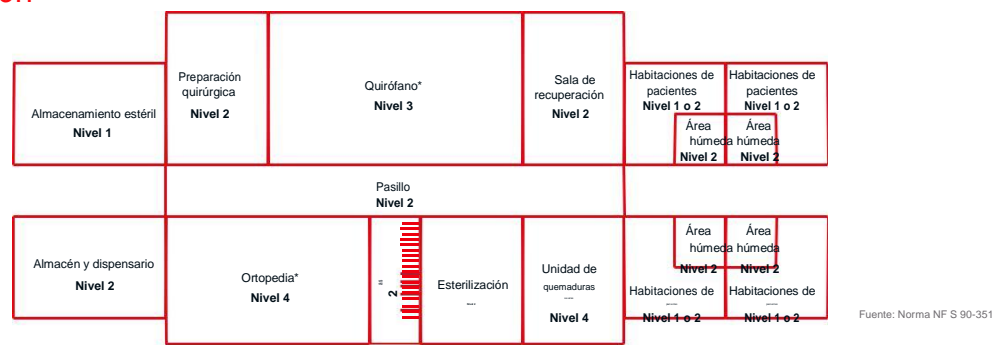 Almacenamiento estéril
Nivel 1
Preparación
quirúrgica
Nivel 2
Quirófano*
Nivel 3
Sala de
recuperación
Nivel 2
Habitaciones de
pacientes
Nivel 1 o 2
Habitaciones de
pacientes
Nivel 1 o 2
Área
húmeda
Nivel 2
Área
húmeda
Nivel 2
Pasillo
Nivel 2
Almacén y dispensario
Nivel 2
Ortopedia*
Nivel 4
2
Esterilización
Unidad de
quemaduras
Nivel 4
Área
húmeda
Nivel 2
Área
húmeda
Nivel 2
Habitaciones de
Nivel 1 o 2
Habitaciones de
Nivel 1 o 2
Fuente: Norma NF S 90-351